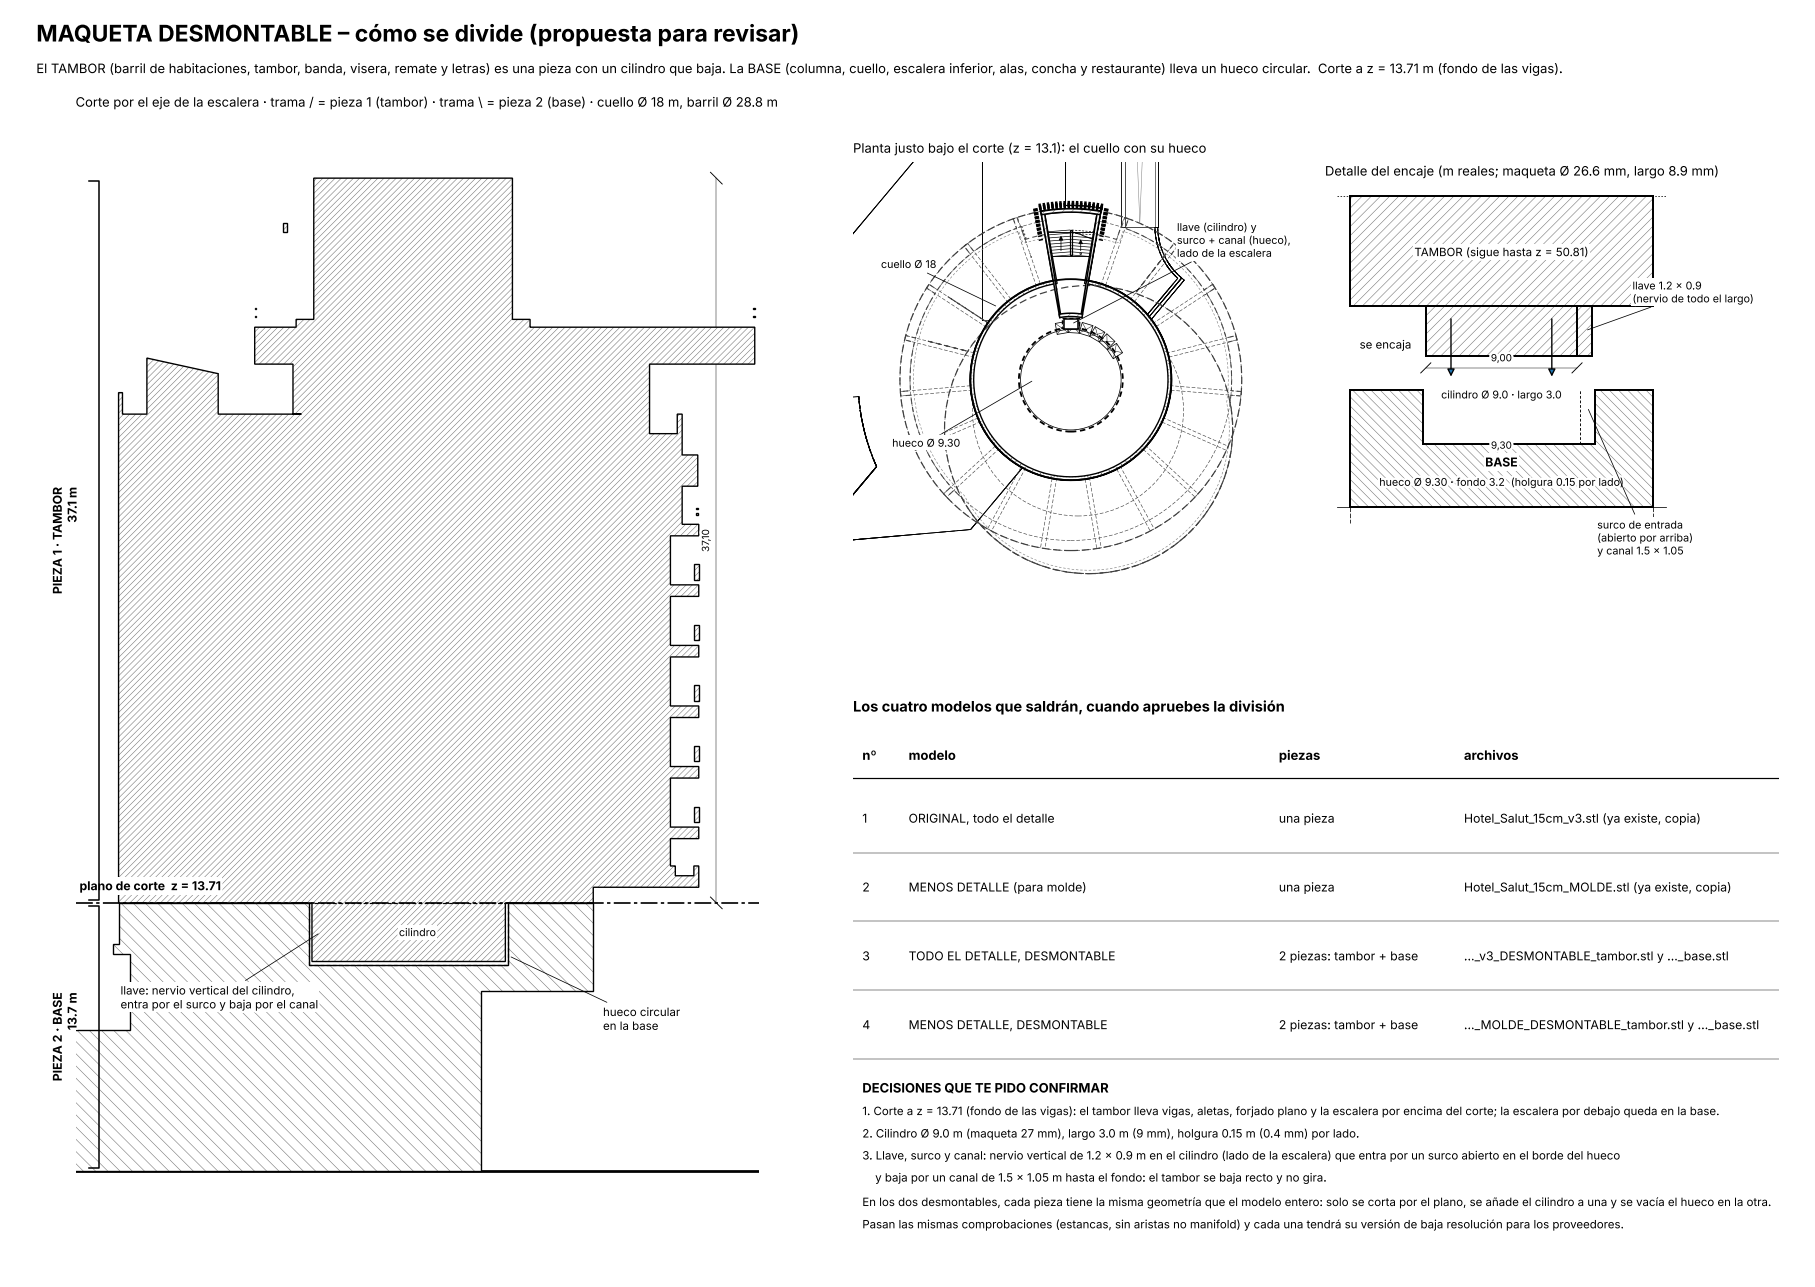 MAQUETA DESMONTABLE – cómo se divide (propuesta para revisar)
El TAMBOR (barril de habitaciones, tambor, banda, visera, remate y letras) es una pieza con un cilindro que baja. La BASE (columna, cuello, escalera inferior, alas, concha y restaurante) lleva un hueco circular. Corte a z = 13.71 m (fondo de las vigas).
Corte por el eje de la escalera · trama / = pieza 1 (tambor) · trama \ = pieza 2 (base) · cuello Ø 18 m, barril Ø 28.8 m
PIEZA 1 · TAMBOR
37.11 m
37,10
plano de corte z = 13.71
cilindro
llave: nervio vertical del cilindro,
entra por el surco y baja por el canal
hueco circular
en la base
PIEZA 2 · BASE
13.7 m
Planta justo bajo el corte (z = 13.1): el cuello con su hueco
llave (cilindro) y
surco + canal (hueco),
lado de la escalera
cuello Ø 18
hueco Ø 9.30
Detalle del encaje (m reales; maqueta Ø 26.6 mm, largo 8.9 mm)
TAMBOR (sigue hasta z = 50.81)
llave 1.2 × 0.9
(nervio de todo el largo)
se encaja
9,00
cilindro Ø 9.0 · largo 3.0
9,30
BASE
hueco Ø 9.30 · fondo 3.2 (holgura 0.15 por lado)
surco de entrada
(abierto por arriba)
y canal 1.5 × 1.05
Los cuatro modelos que saldrán, cuando apruebes la división
nº modelo piezas archivos
1 ORIGINAL, todo el detalle una pieza Hotel_Salut_15cm_v3.stl (ya existe, copia)
2 MENOS DETALLE (para molde) una pieza Hotel_Salut_15cm_MOLDE.stl (ya existe, copia)
3 TODO EL DETALLE, DESMONTABLE 2 piezas: tambor + base ..._v3_DESMONTABLE_tambor.stl y ..._base.stl
4 MENOS DETALLE, DESMONTABLE 2 piezas: tambor + base ..._MOLDE_DESMONTABLE_tambor.stl y ..._base.stl
DECISIONES QUE TE PIDO CONFIRMAR
1. Corte a z = 13.71 (fondo de las vigas): el tambor lleva vigas, aletas, forjado plano y la escalera por encima del corte; la escalera por debajo queda en la base.
2. Cilindro Ø 9.0 m (maqueta 27 mm), largo 3.0 m (9 mm), holgura 0.15 m (0.4 mm) por lado.
3. Llave, surco y canal: nervio vertical de 1.2 × 0.9 m en el cilindro (lado de la escalera) que entra por un surco abierto en el borde del hueco
y baja por un canal de 1.5 × 1.05 m hasta el fondo: el tambor se baja recto y no gira.
En los dos desmontables, cada pieza tiene la misma geometría que el modelo entero: solo se corta por el plano, se añade el cilindro a una y se vacía el hueco en la otra.
Pasan las mismas comprobaciones (estancas, sin aristas no manifold) y cada una tendrá su versión de baja resolución para los proveedores.